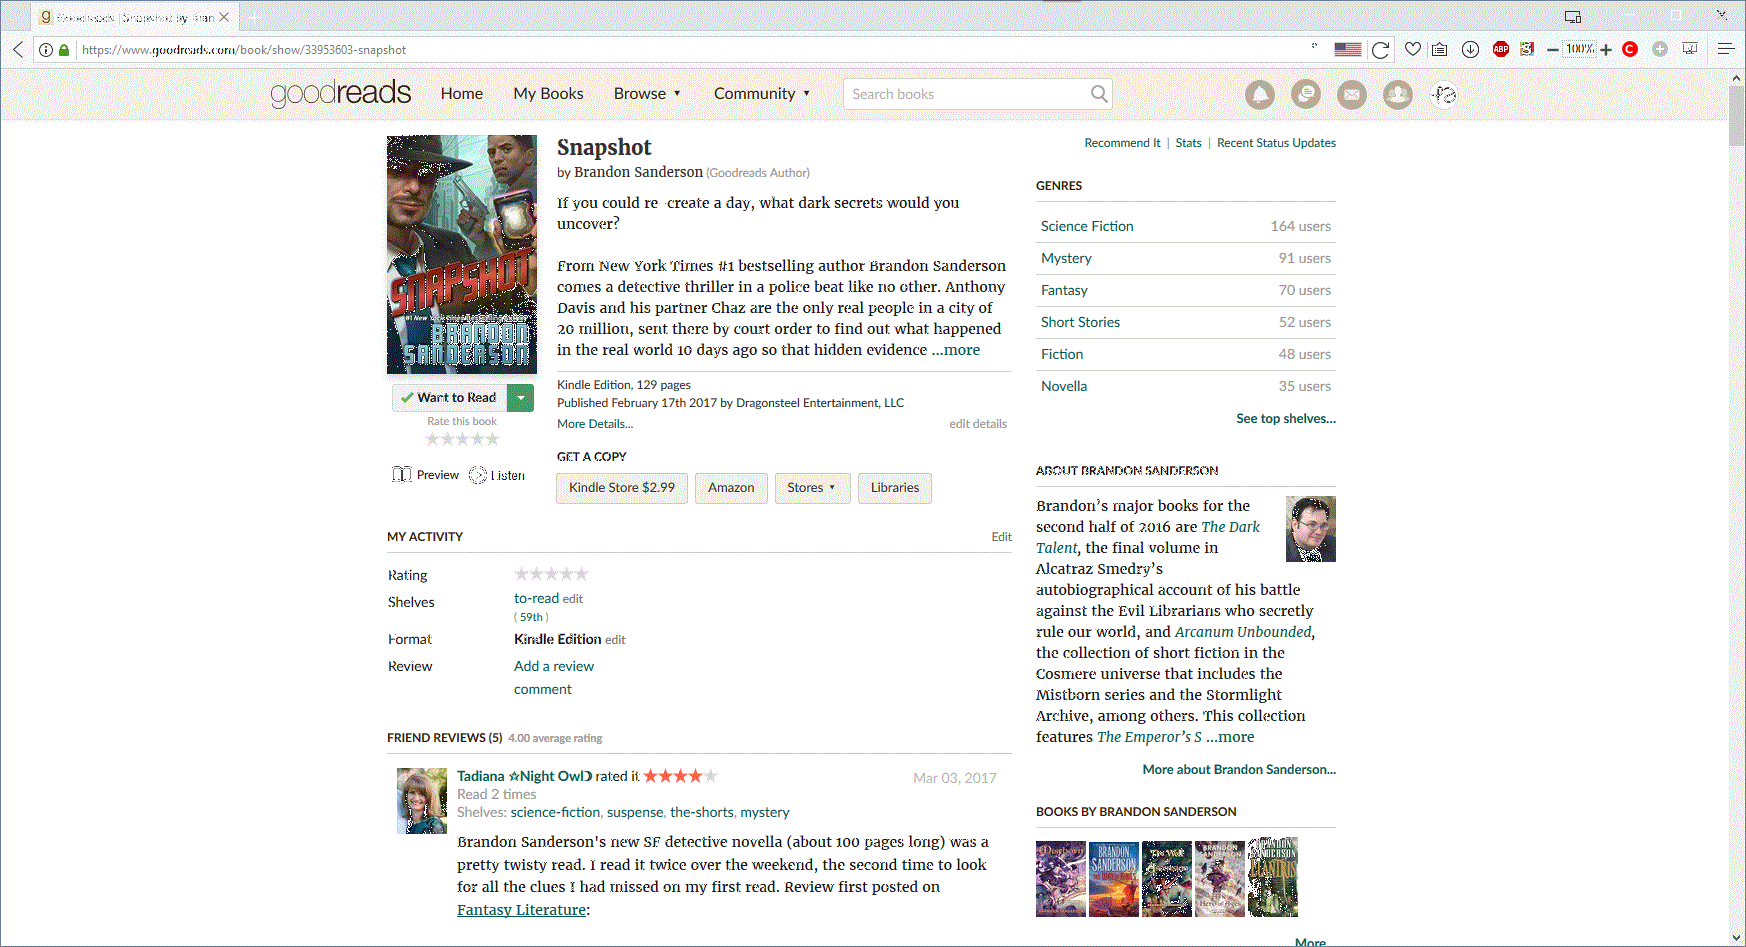 Goodreads | Snapshot by Bran
https://www.goodreads.com/book/show/33953603-snapshot
ABP
100%
goodreads
Home
My Books
Browse ▼
Community ▼
Search books
SNAPSHOT
#1 New York Times
BRANDON
SANDERSON
Want to Read
Rate this book
Preview
Listen
Snapshot
by Brandon Sanderson (Goodreads Author)
If you could re-create a day, what dark secrets would you
uncover?
From New York Times #1 bestselling author Brandon Sanderson
comes a detective thriller in a police beat like no other. Anthony
Davis and his partner Chaz are the only real people in a city of
20 million, sent there by court order to find out what happened
in the real world 10 days ago so that hidden evidence ...more
Kindle Edition, 129 pages
Published February 17th 2017 by Dragonsteel Entertainment, LLC
More Details...
edit details
GET A COPY
Kindle Store $2.99
Amazon
Stores ▼
Libraries
MY ACTIVITY
Edit
Rating
Shelves
to-read edit
( 59th )
Format
Kindle Edition edit
Review
Add a review
comment
FRIEND REVIEWS (5) 4.00 average rating
Tadiana ☆Night Owl☽ rated it ★★★★★
Mar 03, 2017
Read 2 times
Shelves: science-fiction, suspense, the-shorts, mystery
Brandon Sanderson's new SF detective novella (about 100 pages long) was a
pretty twisty read. I read it twice over the weekend, the second time to look
for all the clues I had missed on my first read. Review first posted on
Fantasy Literature:
Recommend It | Stats | Recent Status Updates
GENRES
Science Fiction 164 users
Mystery 91 users
Fantasy 70 users
Short Stories 52 users
Fiction 48 users
Novella 35 users
See top shelves...
ABOUT BRANDON SANDERSON
Brandon's major books for the
second half of 2016 are The Dark
Talent, the final volume in
Alcatraz Smedry's
autobiographical account of his battle
against the Evil Librarians who secretly
rule our world, and Arcanum Unbounded,
the collection of short fiction in the
Cosmere universe that includes the
Mistborn series and the Stormlight
Archive, among others. This collection
features The Emperor's S ...more
More about Brandon Sanderson...
BOOKS BY BRANDON SANDERSON
Mistborn
BRANDON
SANDERSON
BRANDON
SANDERSON
Hero of Ages
BRANDON
SANDERSON
ELANTRIS
More